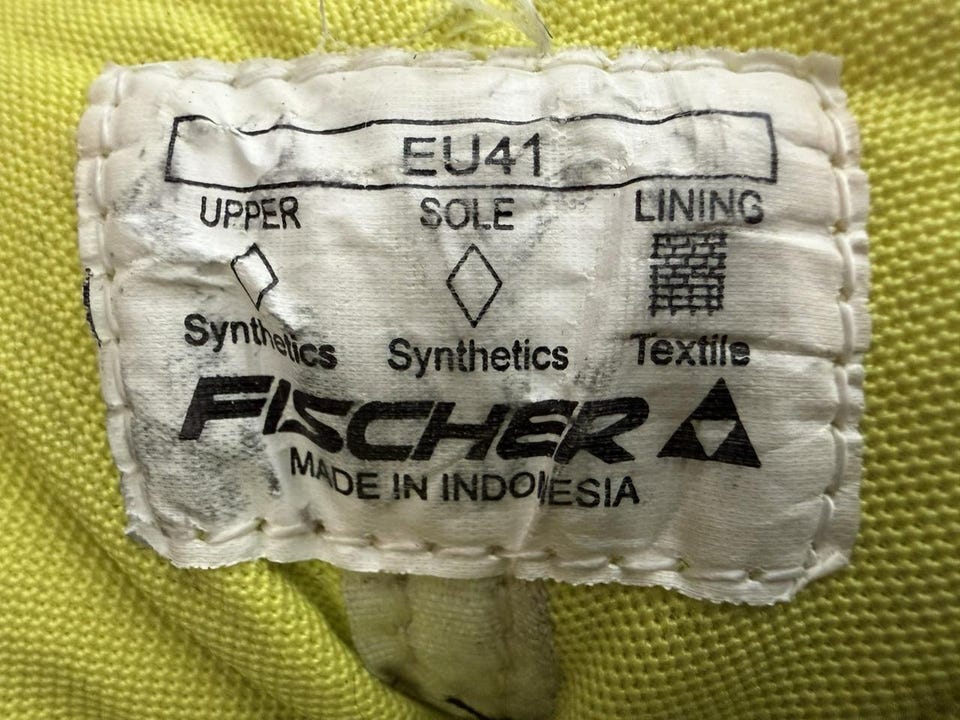 EU41
UPPER SOLE LINING
Synthetics Synthetics Textile
FISCHER
MADE IN INDONESIA